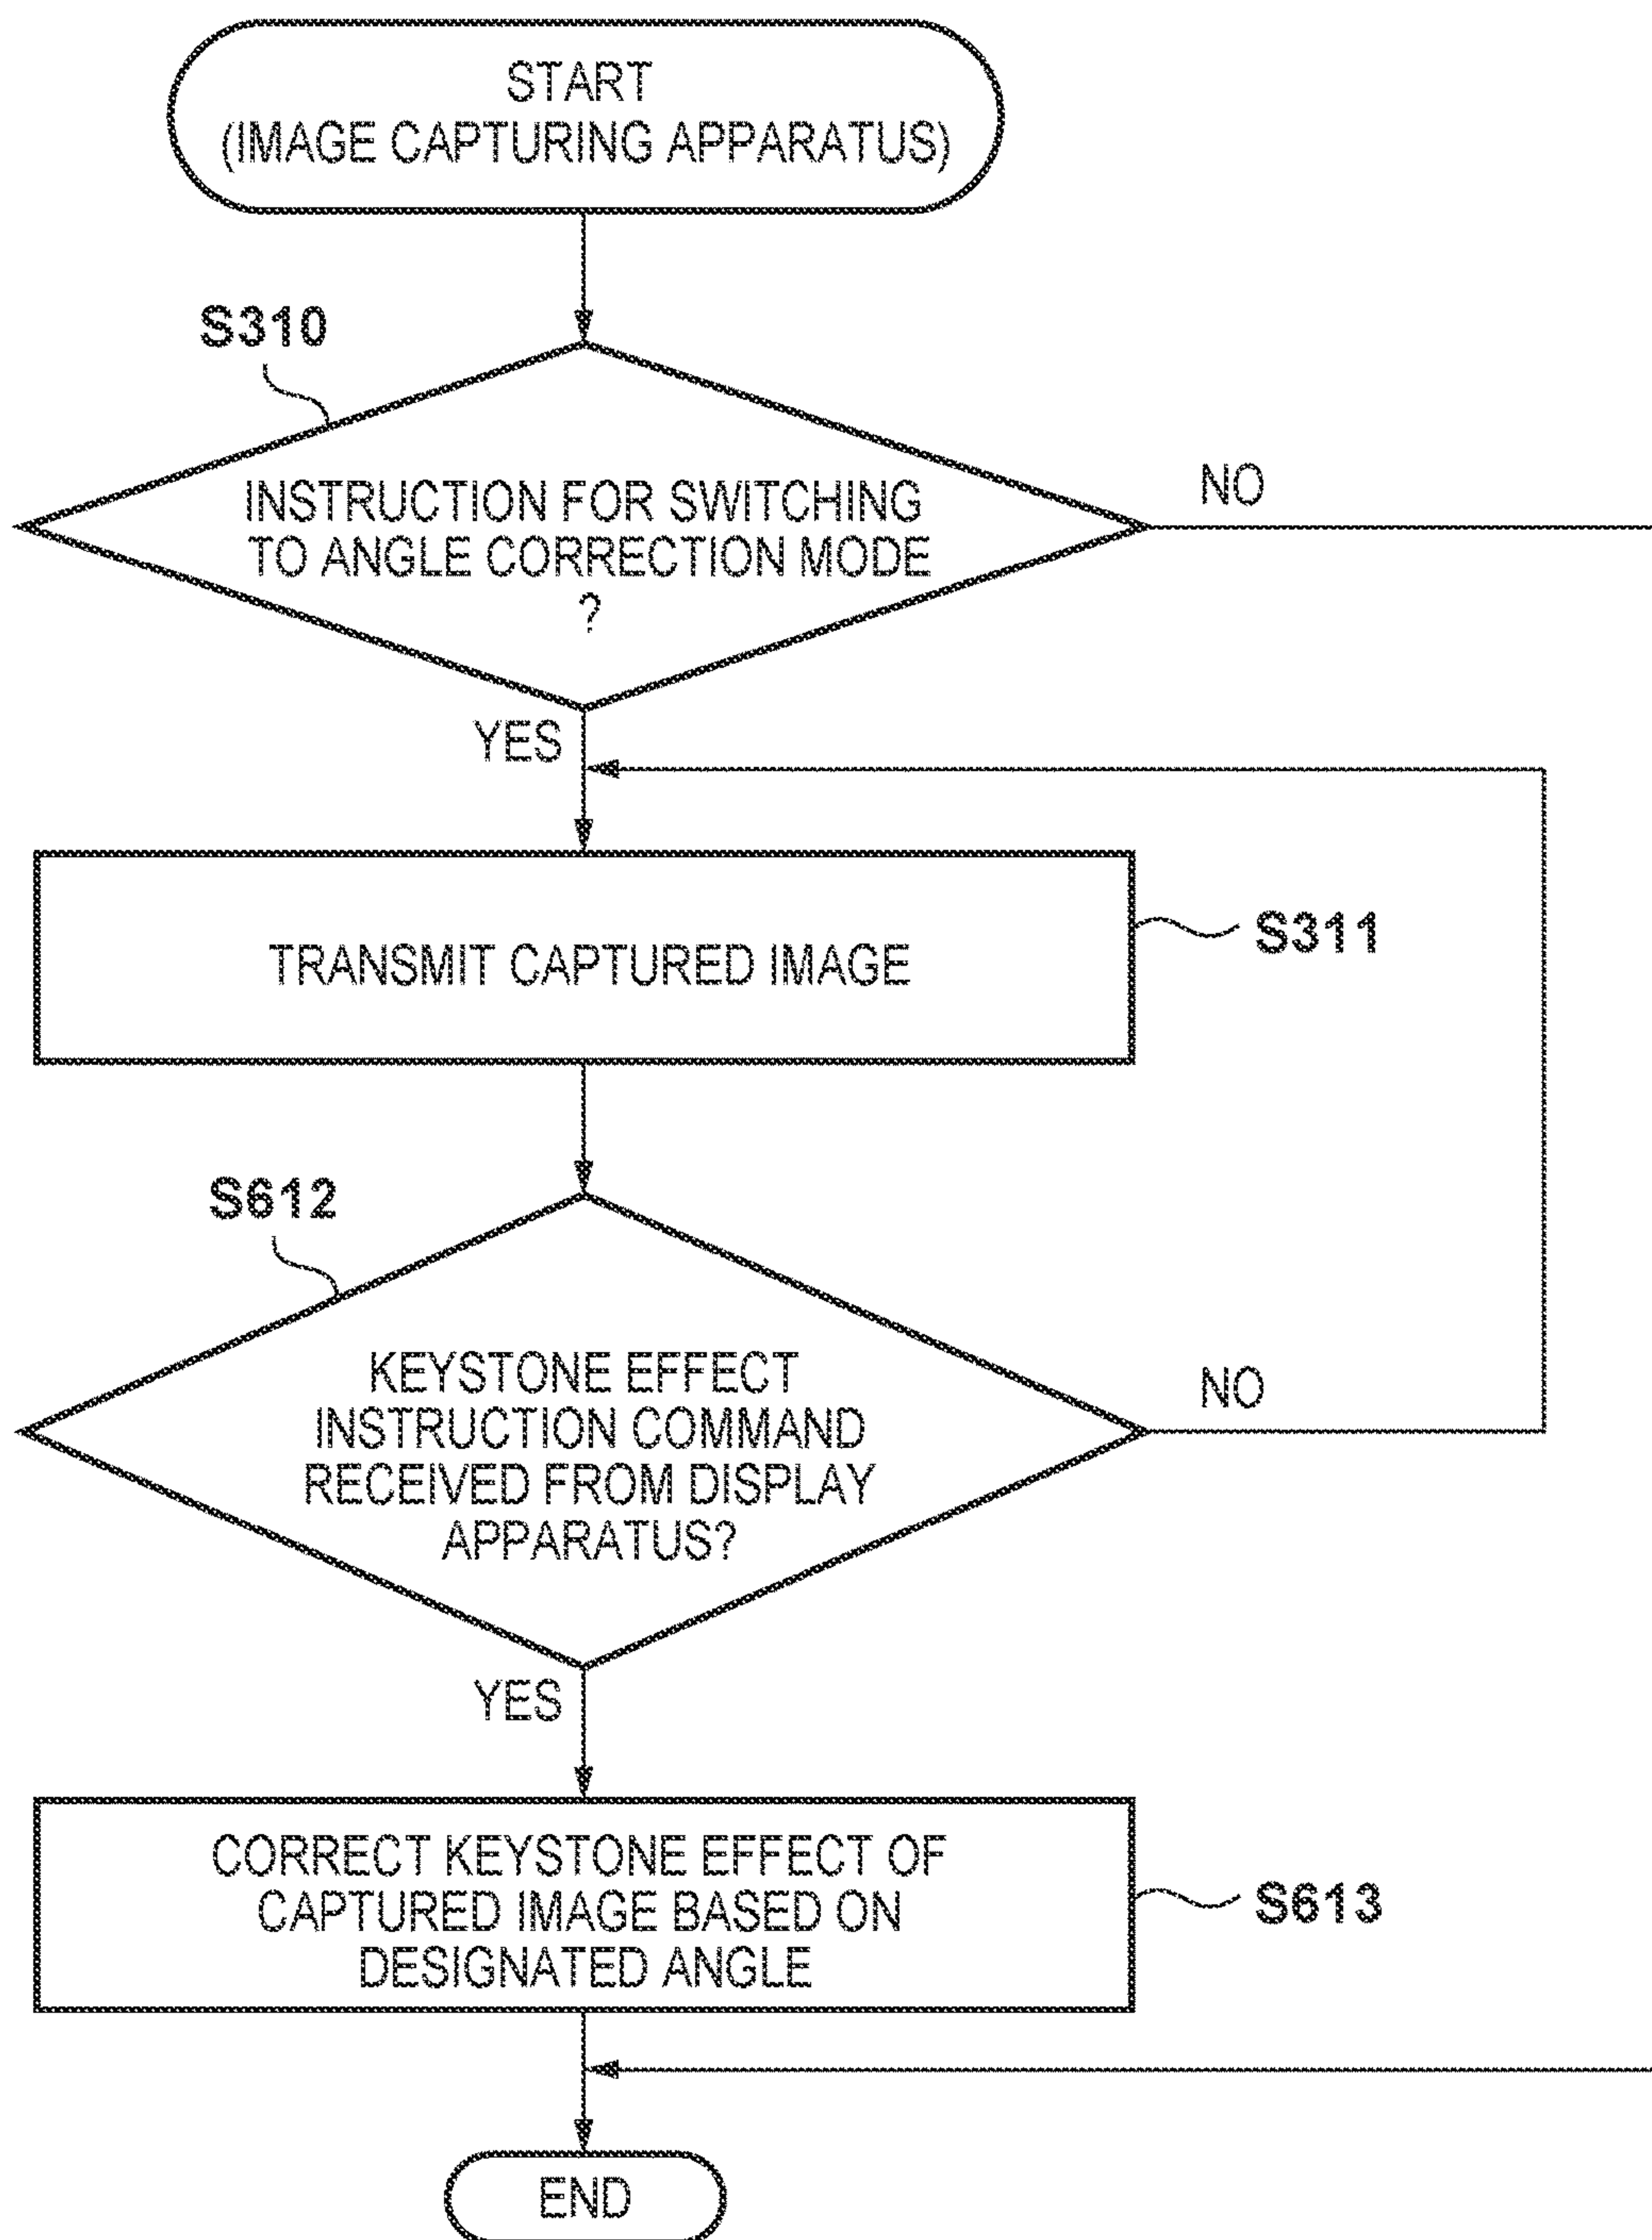 START
(IMAGE CAPTURING APPARATUS)
S310
INSTRUCTION FOR SWITCHING
TO ANGLE CORRECTION MODE
?
NO
YES
TRANSMIT CAPTURED IMAGE
S311
S612
KEYSTONE EFFECT
INSTRUCTION COMMAND
RECEIVED FROM DISPLAY
APPARATUS?
NO
YES
CORRECT KEYSTONE EFFECT OF
CAPTURED IMAGE BASED ON
DESIGNATED ANGLE
S613
END